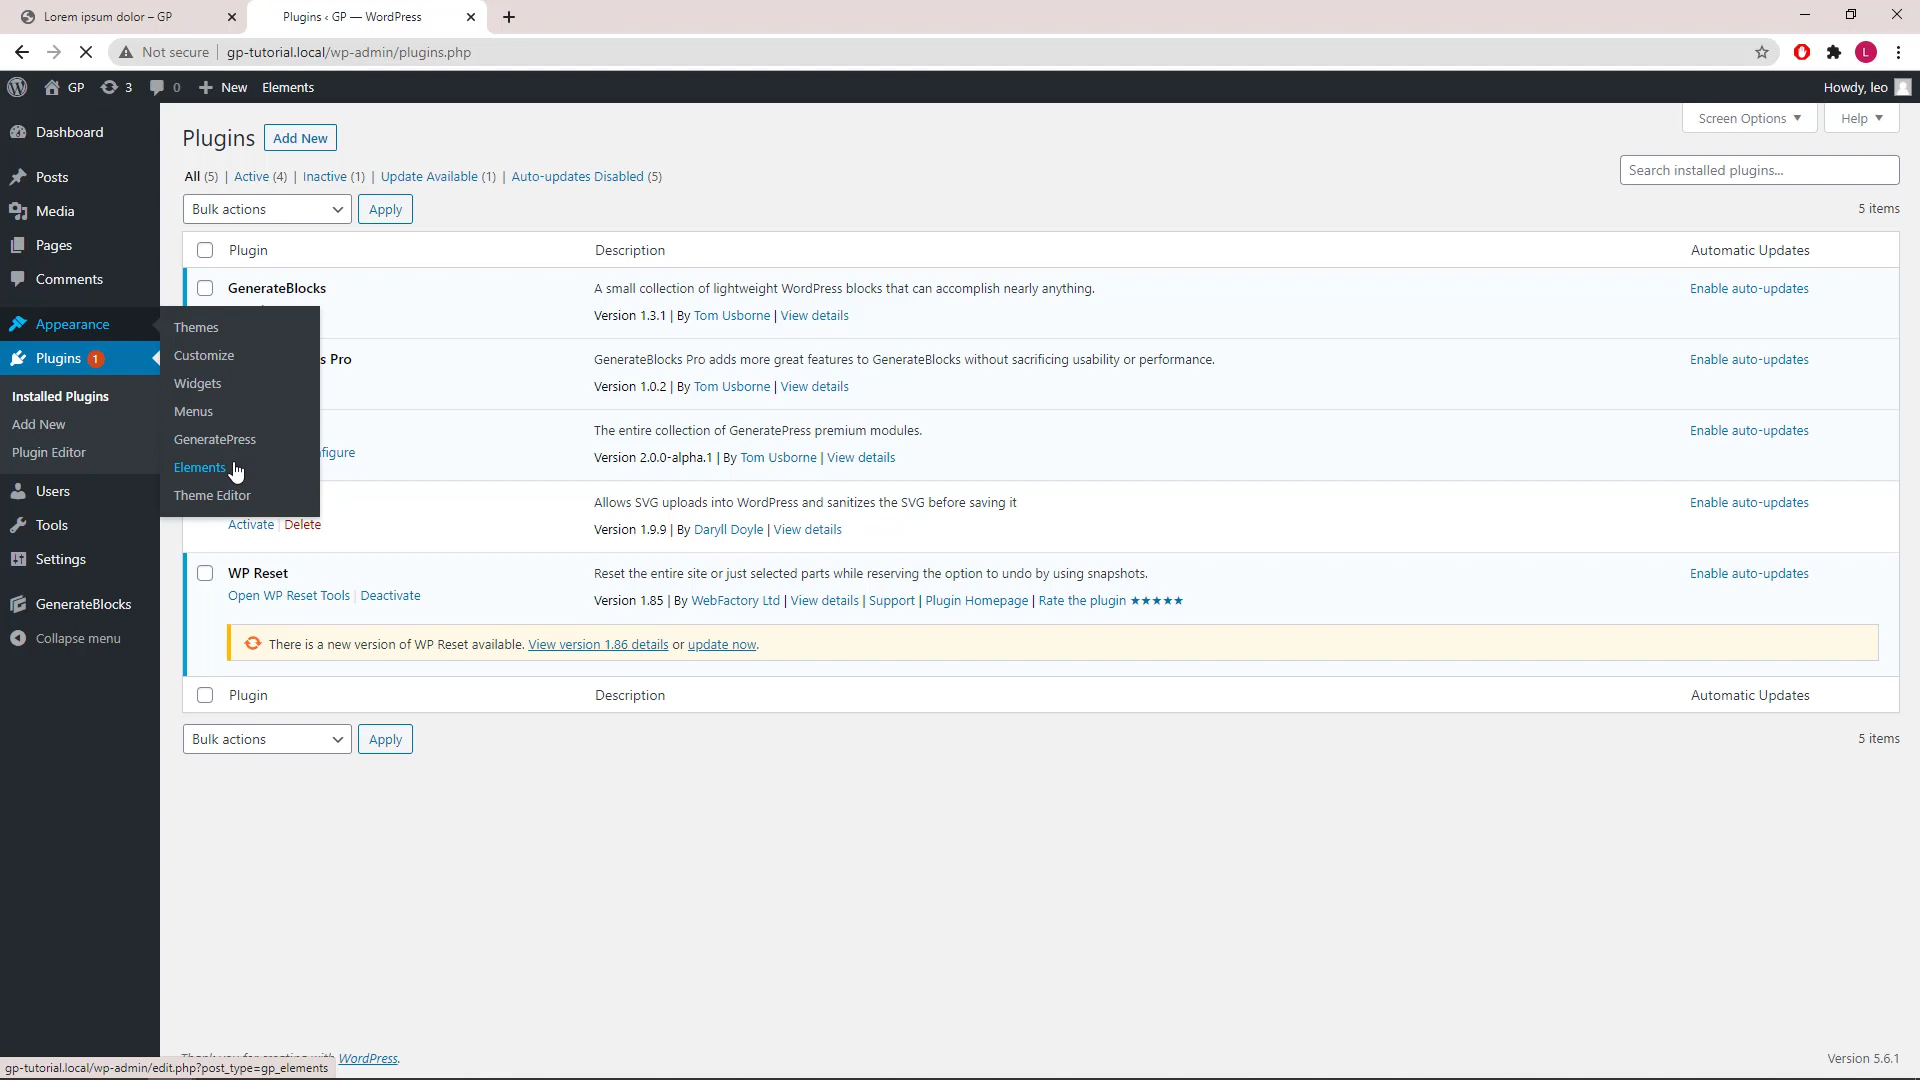 Lorem ipsum dolor – GP
Plugins ‹ GP — WordPress
Not secure
gp-tutorial.local/wp-admin/plugins.php
L
GP
3
0
New
Elements
Howdy, leo
Dashboard
Posts
Media
Pages
Comments
Appearance
Plugins 1
Installed Plugins
Add New
Plugin Editor
Users
Tools
Settings
GenerateBlocks
Collapse menu
Themes
Customize
Widgets
Menus
GeneratePress
Elements
Theme Editor
Screen Options
Help
Plugins
Add New
All (5) | Active (4) | Inactive (1) | Update Available (1) | Auto-updates Disabled (5)
Search installed plugins...
Bulk actions
Apply
5 items
Plugin
Description
Automatic Updates
GenerateBlocks
A small collection of lightweight WordPress blocks that can accomplish nearly anything.
Version 1.3.1 | By Tom Usborne | View details
Enable auto-updates
s Pro
GenerateBlocks Pro adds more great features to GenerateBlocks without sacrificing usability or performance.
Version 1.0.2 | By Tom Usborne | View details
Enable auto-updates
figure
The entire collection of GeneratePress premium modules.
Version 2.0.0-alpha.1 | By Tom Usborne | View details
Enable auto-updates
Activate | Delete
Allows SVG uploads into WordPress and sanitizes the SVG before saving it
Version 1.9.9 | By Daryll Doyle | View details
Enable auto-updates
WP Reset
Open WP Reset Tools | Deactivate
Reset the entire site or just selected parts while reserving the option to undo by using snapshots.
Version 1.85 | By WebFactory Ltd | View details | Support | Plugin Homepage | Rate the plugin ★★★★★
Enable auto-updates
There is a new version of WP Reset available. View version 1.86 details or update now.
Plugin
Description
Automatic Updates
Bulk actions
Apply
5 items
Thank you for creating with WordPress.
Version 5.6.1
gp-tutorial.local/wp-admin/edit.php?post_type=gp_elements